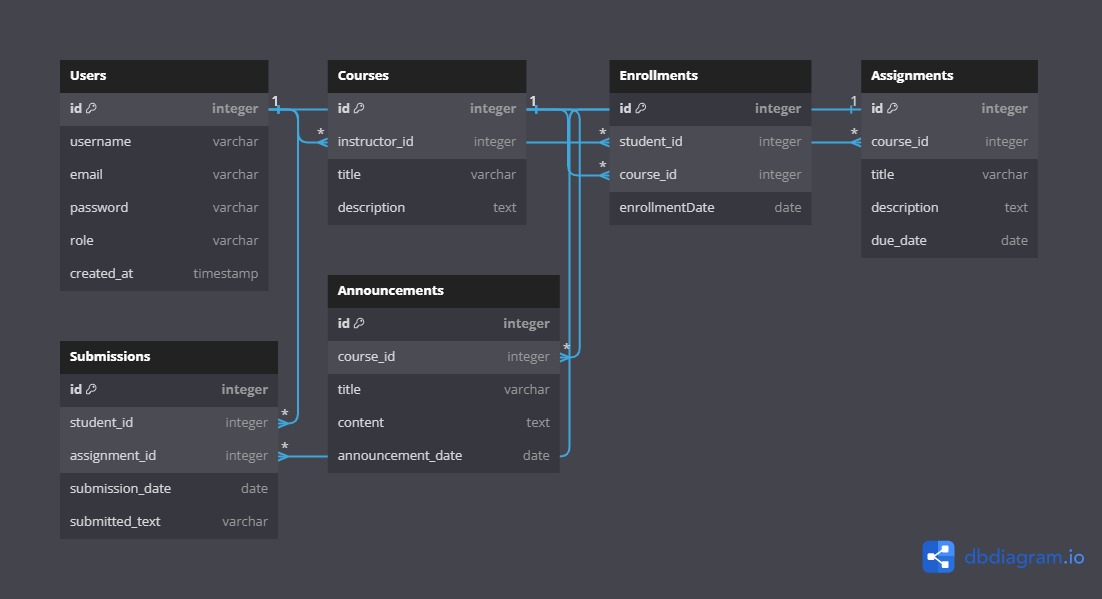 Users
id integer
username varchar
email varchar
password varchar
role varchar
created_at timestamp
1
Courses
id integer
* instructor_id integer
title varchar
description text
1
Enrollments
id integer
* student_id integer
* course_id integer
enrollmentDate date
1
Assignments
id integer
* course_id integer
title varchar
description text
due_date date
Announcements
id integer
course_id integer *
title varchar
content text
announcement_date date
Submissions
id integer
student_id integer *
assignment_id integer *
submission_date date
submitted_text varchar
dbdiagram.io